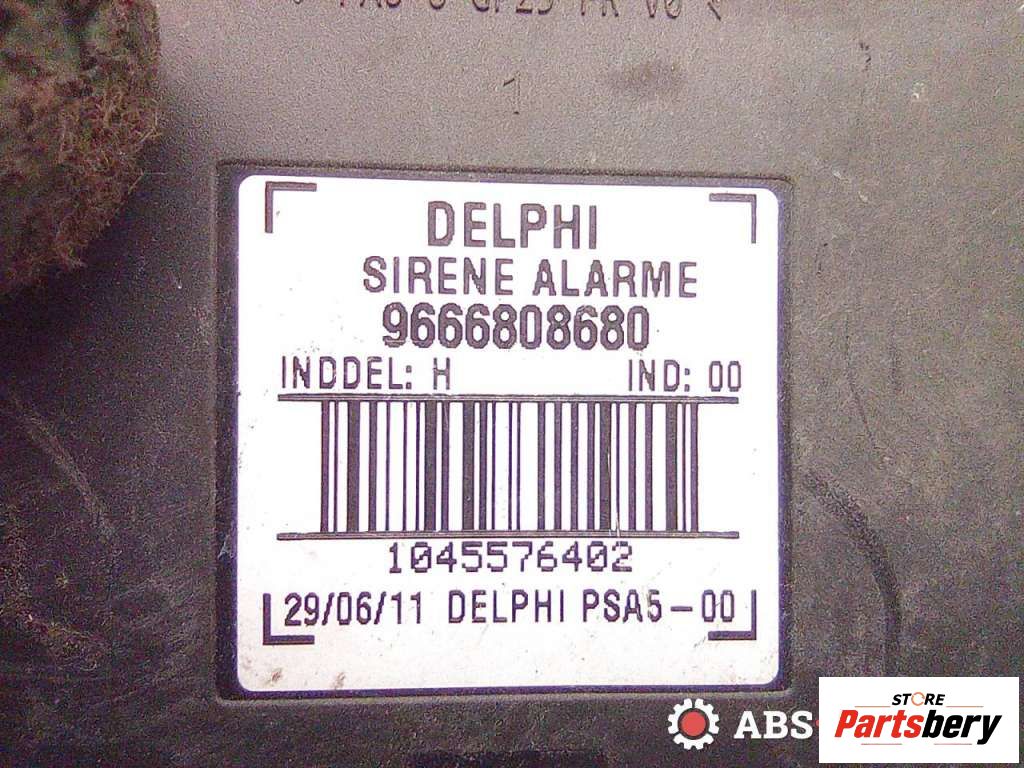 1
DELPHI
SIRENE ALARME
9666808680
INDDEL: H IND: 00
1045576402
29/06/11 DELPHI PSA5-00
ABS-
STORE
Partsbery